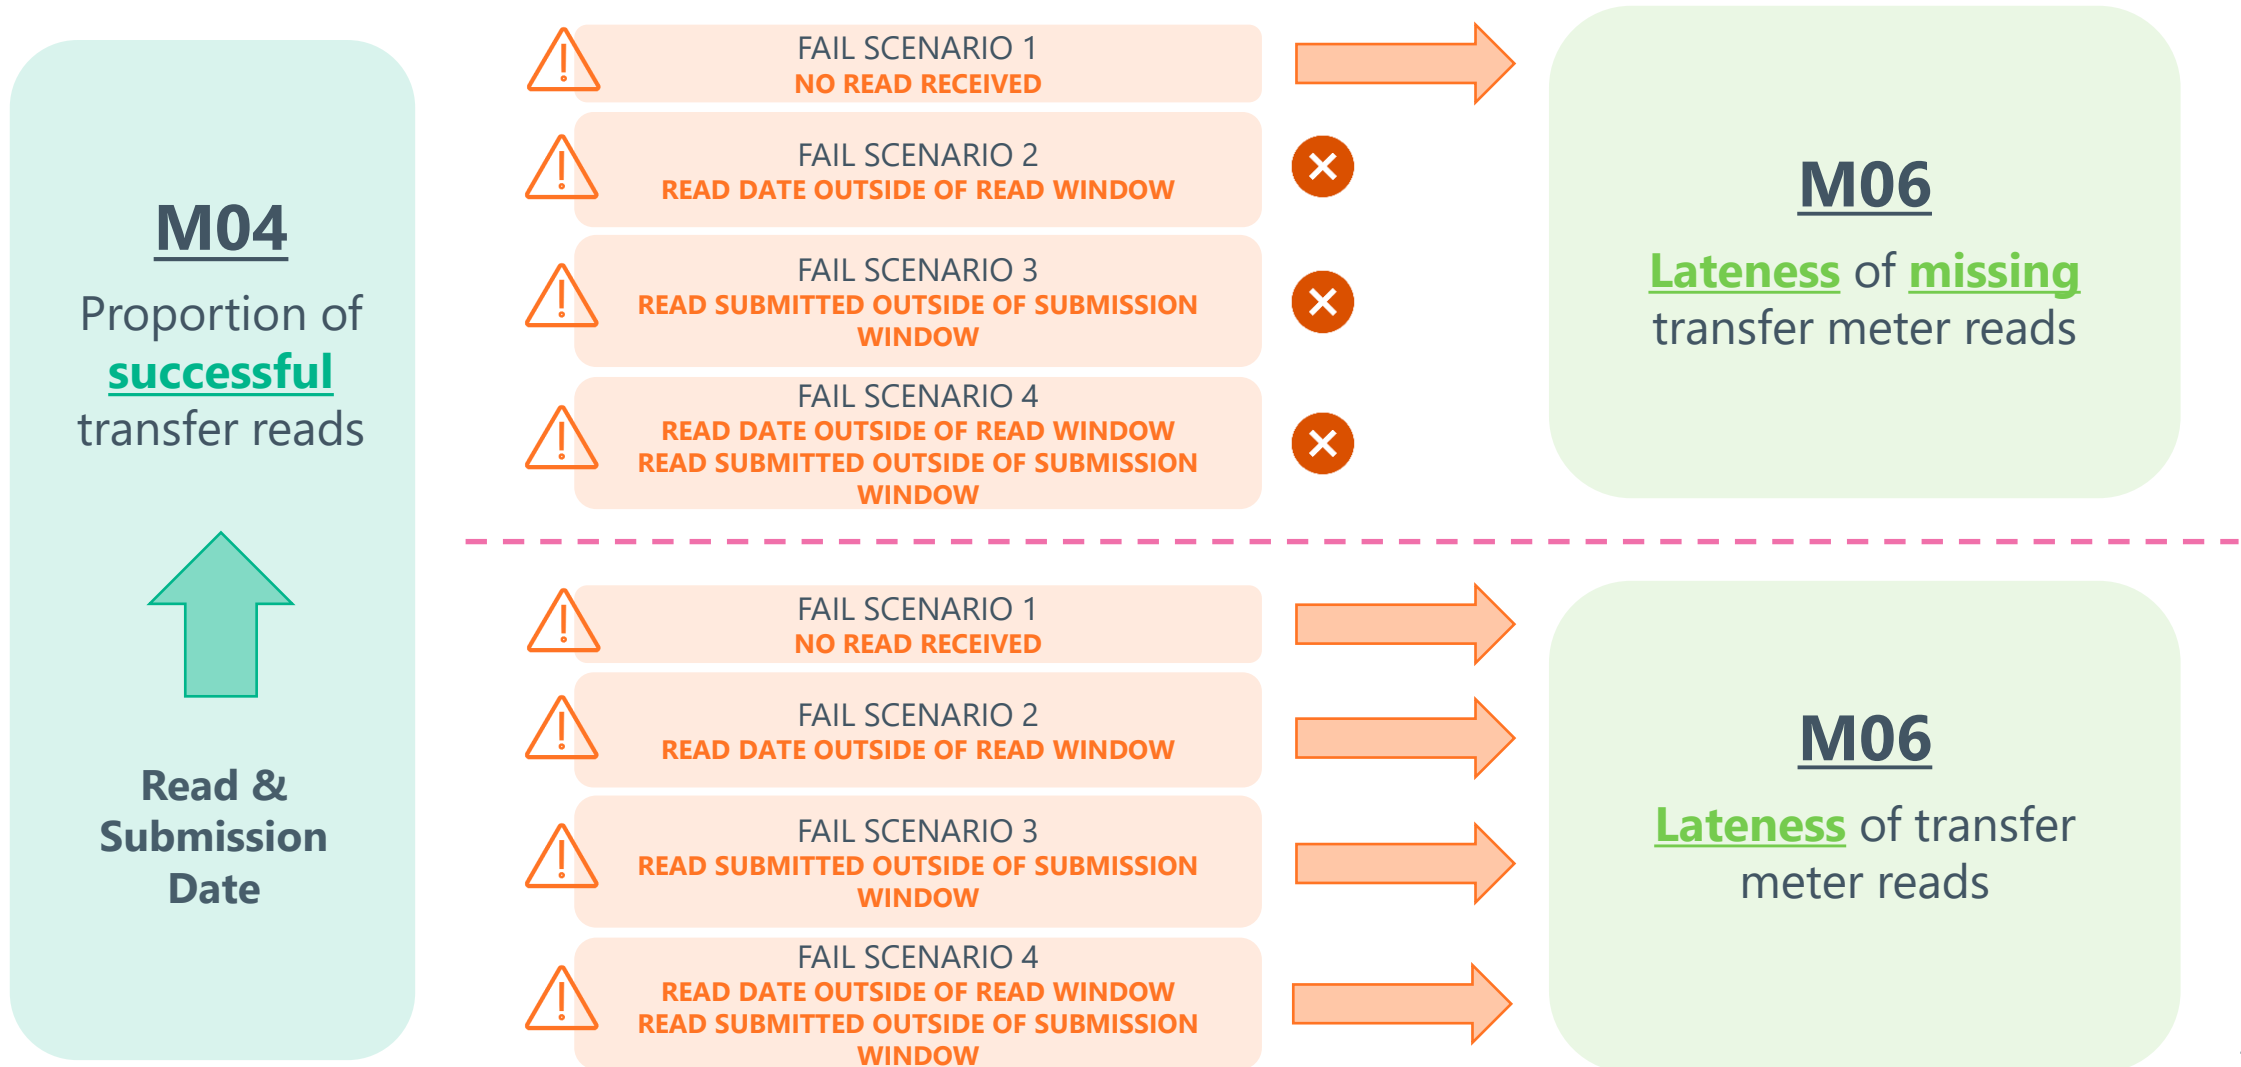 M04
Proportion of
successful
transfer reads
Read &
Submission
Date
FAIL SCENARIO 1
NO READ RECEIVED
FAIL SCENARIO 2
READ DATE OUTSIDE OF READ WINDOW
FAIL SCENARIO 3
READ SUBMITTED OUTSIDE OF SUBMISSION
WINDOW
FAIL SCENARIO 4
READ DATE OUTSIDE OF READ WINDOW
READ SUBMITTED OUTSIDE OF SUBMISSION
WINDOW
M06
Lateness of missing
transfer meter reads
FAIL SCENARIO 1
NO READ RECEIVED
FAIL SCENARIO 2
READ DATE OUTSIDE OF READ WINDOW
FAIL SCENARIO 3
READ SUBMITTED OUTSIDE OF SUBMISSION
WINDOW
FAIL SCENARIO 4
READ DATE OUTSIDE OF READ WINDOW
READ SUBMITTED OUTSIDE OF SUBMISSION
WINDOW
M06
Lateness of transfer
meter reads